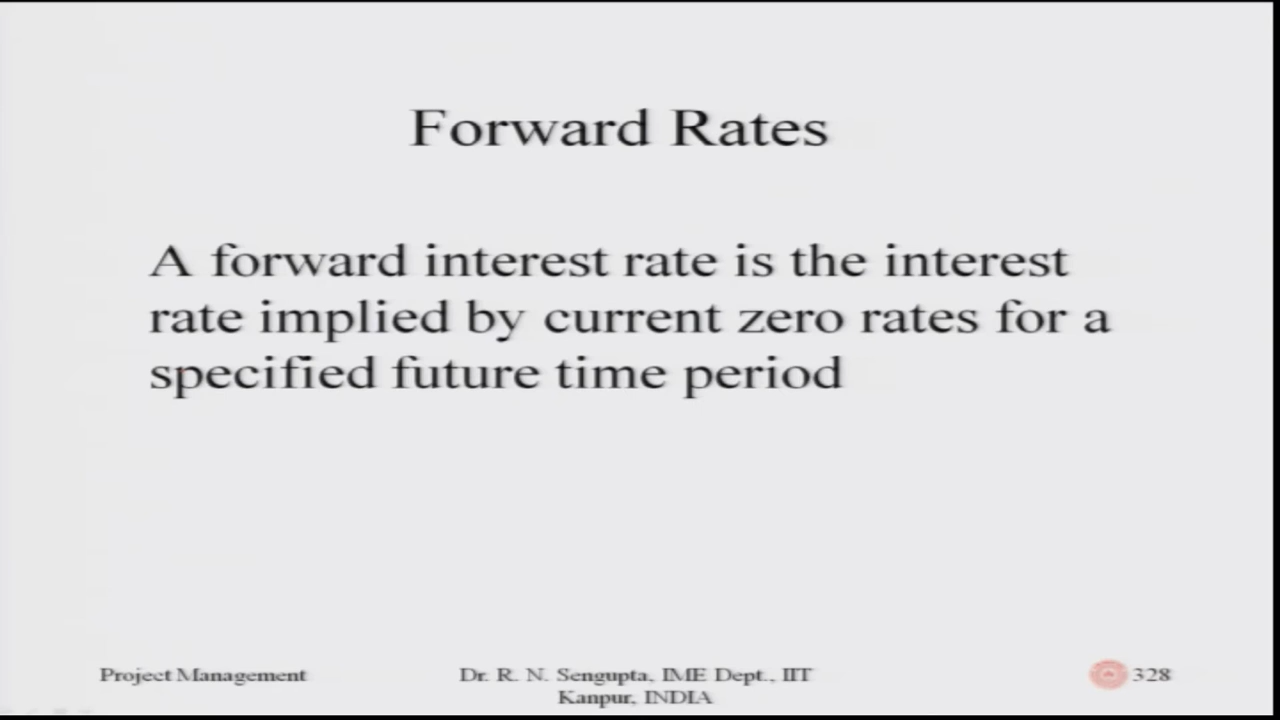 Forward Rates
A forward interest rate is the interest
rate implied by current zero rates for a
specified future time period
Project Management
Dr. R. N. Sengupta, IME Dept., IIT
Kanpur, INDIA
328